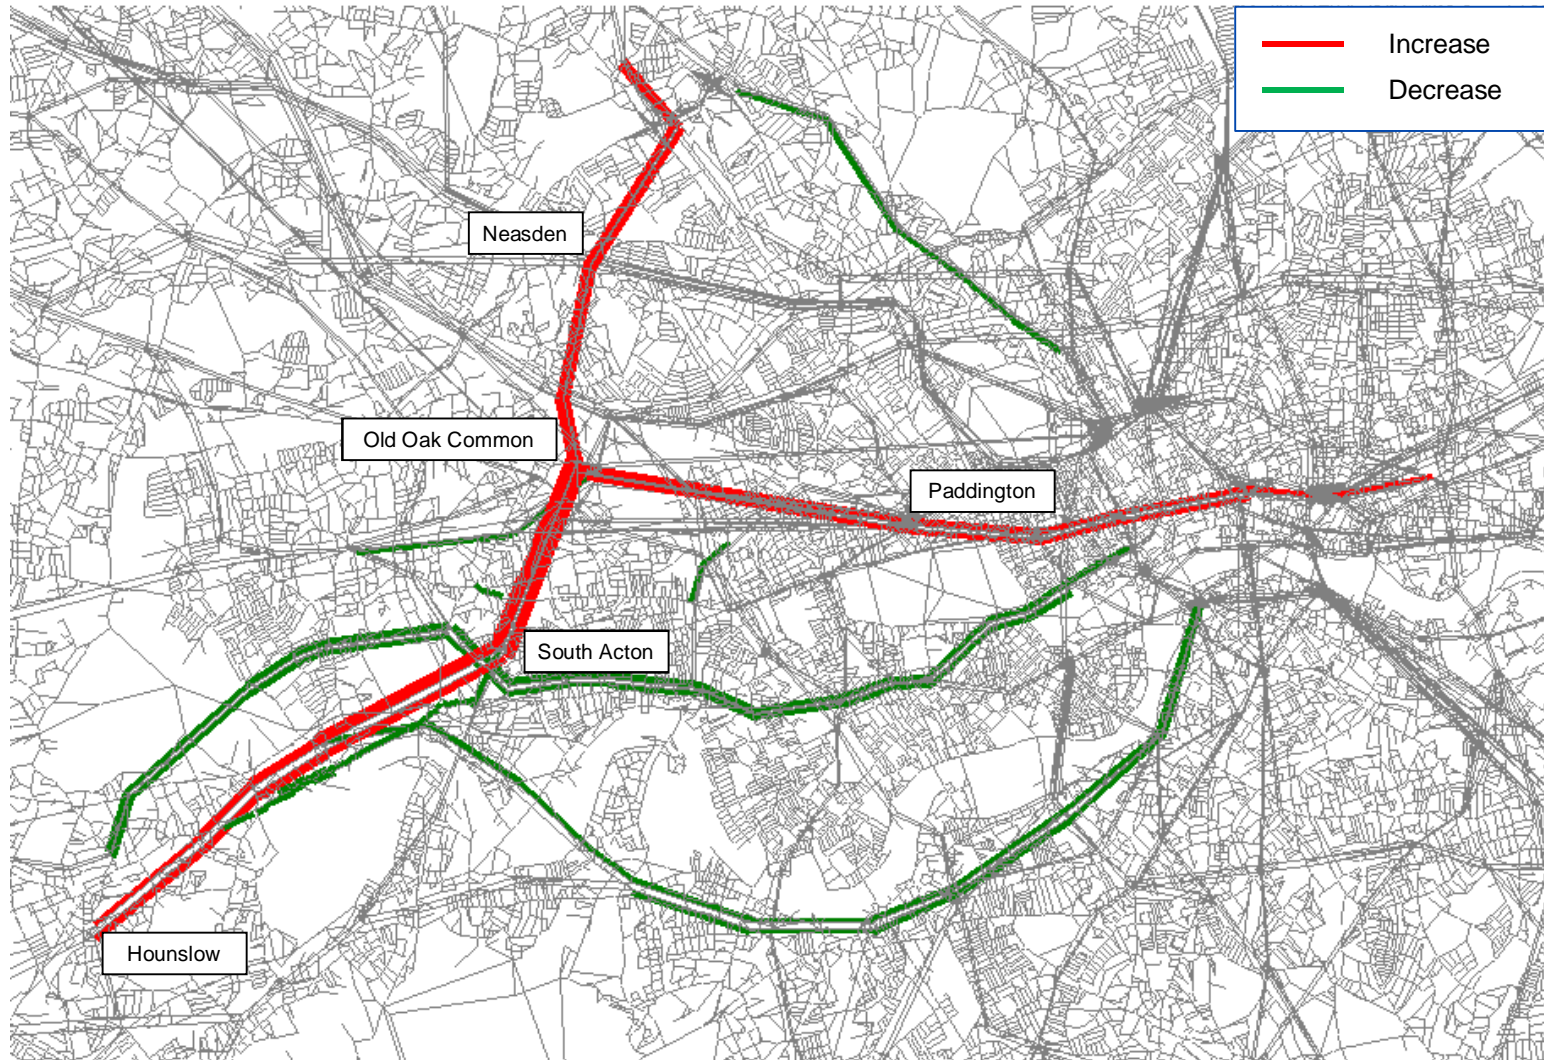 Increase
Decrease
Neasden
Old Oak Common
Paddington
South Acton
Hounslow